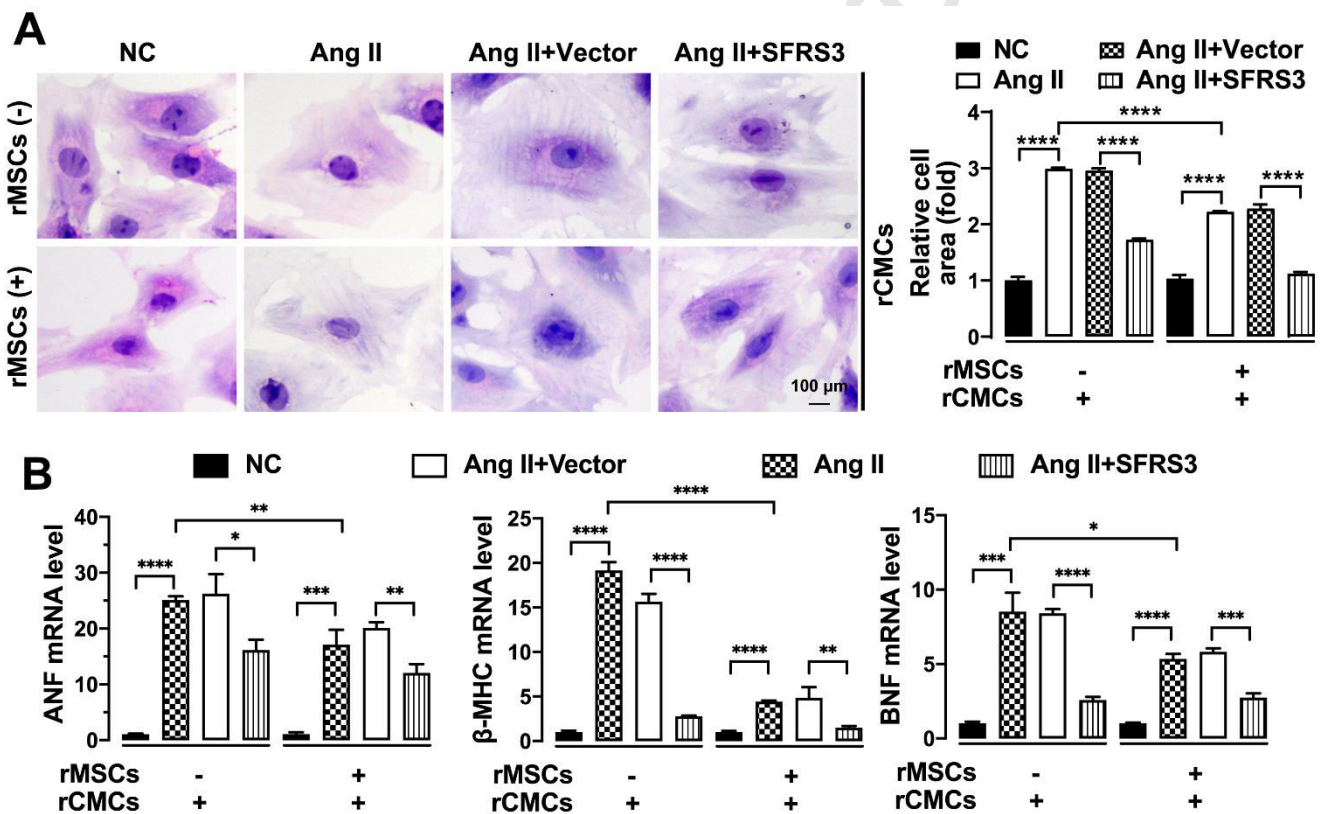 A
NC
Ang II
Ang II+Vector
Ang II+SFRS3
rMSCs (-)
rMSCs (+)
100 μm
rCMCs
NC
Ang II+Vector
Ang II
Ang II+SFRS3
Relative cell
area (fold)
4
3
2
1
0
****
****
****
****
****
rMSCs - +
rCMCs + +
B
NC
Ang II+Vector
Ang II
Ang II+SFRS3
ANF mRNA level
40
30
20
10
0
**
****
*
***
**
rMSCs - +
rCMCs + +
β-MHC mRNA level
25
20
15
10
5
0
****
****
****
****
**
rMSCs - +
rCMCs + +
BNF mRNA level
15
10
5
0
*
***
****
****
***
rMSCs - +
rCMCs + +